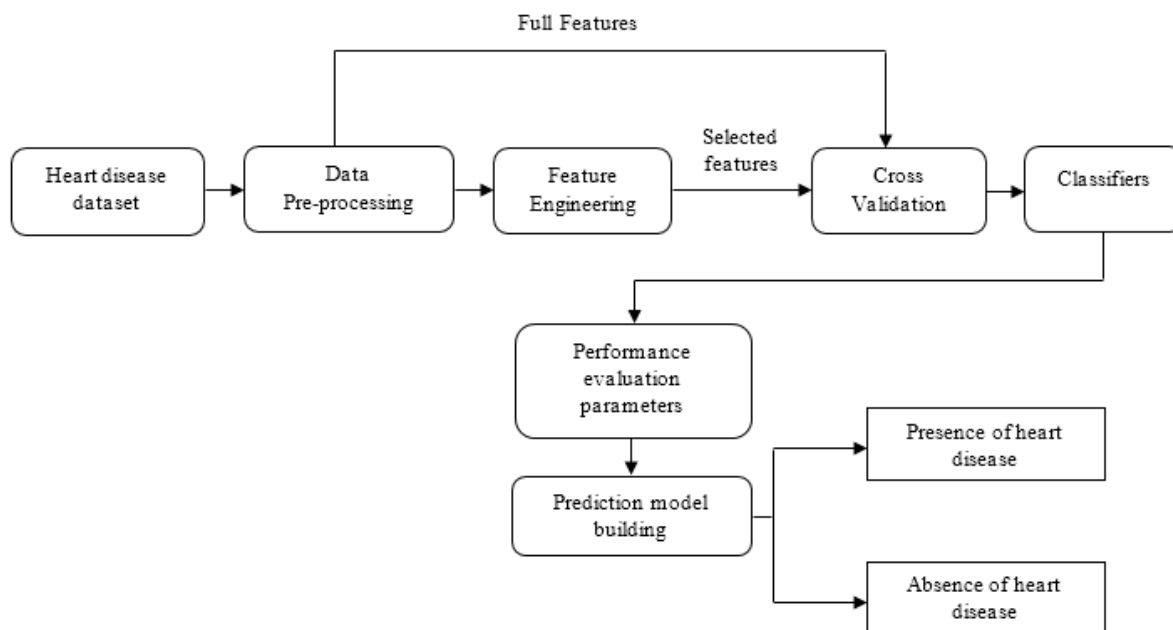 Full Features
Heart disease
dataset
Data
Pre-processing
Feature
Engineering
Selected
features
Cross
Validation
Classifiers
Performance
evaluation
parameters
Prediction model
building
Presence of heart
disease
Absence of heart
disease